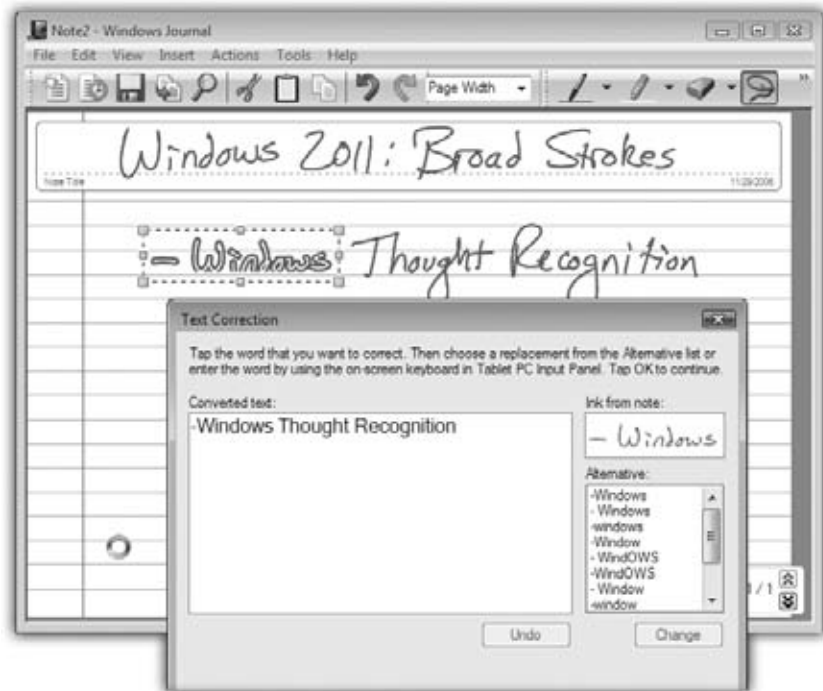 Note2 - Windows Journal
File Edit View Insert Actions Tools Help
Page Width
Windows 2011: Broad Strokes
Note Title
11/29/2006
- Windows Thought Recognition
Text Correction
Tap the word that you want to correct. Then choose a replacement from the Alternative list or
enter the word by using the on-screen keyboard in Tablet PC Input Panel. Tap OK to continue.
Converted text:
-Windows Thought Recognition
Ink from note:
- Windows
Alternative:
-Windows
- Windows
-windows
-Window
- WindOWS
-WindOWS
- Window
-window
1 / 1
Undo
Change